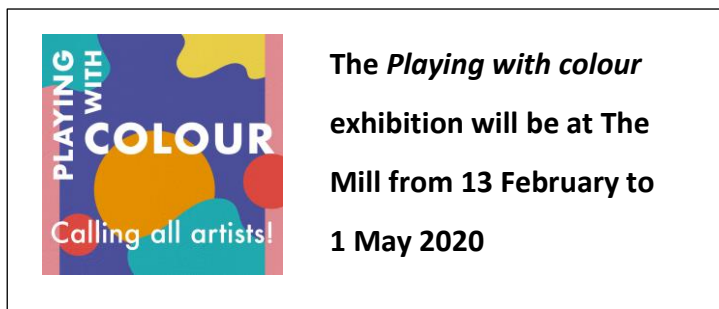 PLAYING
WITH
COLOUR
Calling all artists!
The Playing with colour
exhibition will be at The
Mill from 13 February to
1 May 2020